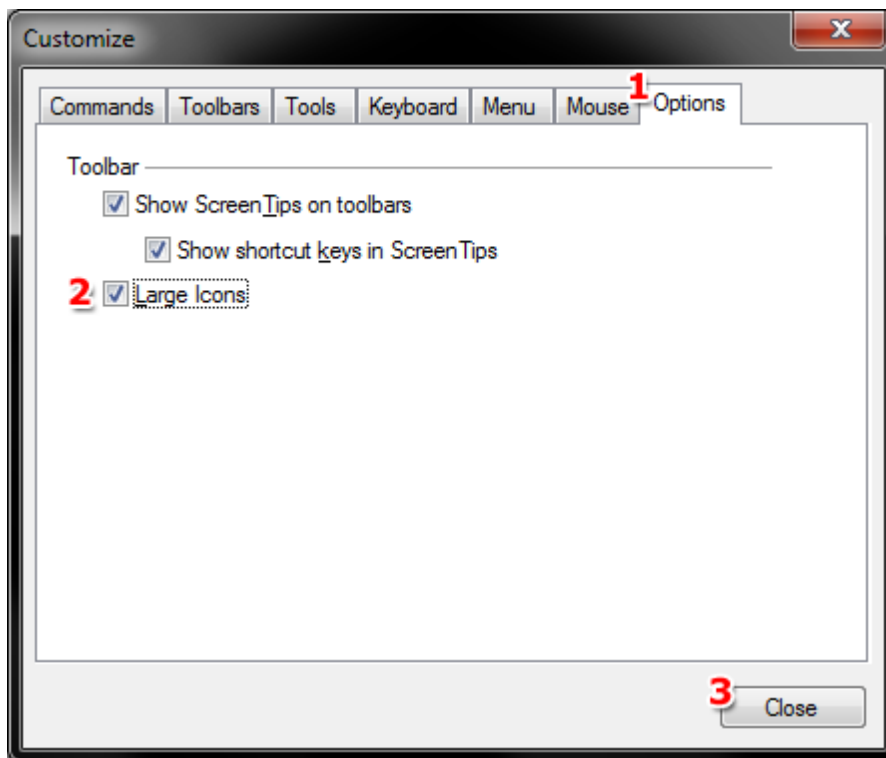 Customize
X
1
Commands Toolbars Tools Keyboard Menu Mouse Options
Toolbar
Show ScreenTips on toolbars
Show shortcut keys in ScreenTips
2 Large Icons
3 Close